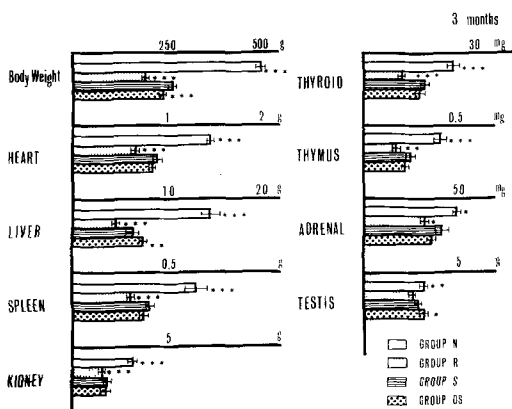 3 months
250 500 g
Body Weight
* * *
* * *
* * *
1 2 g
HEART
* * *
* * *
10 20 g
LIVER
* * *
* * *
* *
0.5 g
SPLEEN
* * *
* * *
5 g
KIDNEY
* * *
* * *
30 mg
THYROID
* * *
* * *
0.5 mg
THYMUS
* * *
* *
50 mg
ADRENAL
*
*
5 g
TESTIS
*
*
GROUP N
GROUP R
GROUP S
GROUP DS